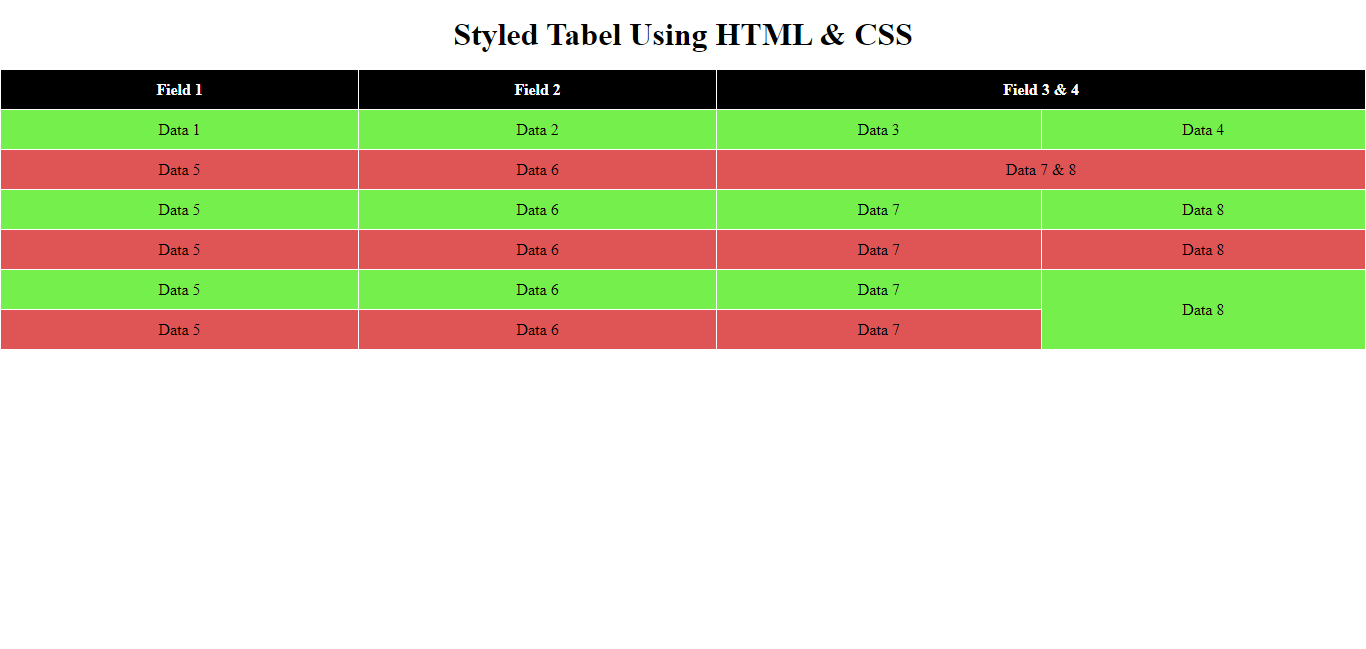 Styled Tabel Using HTML & CSS
Field 1 Field 2 Field 3 & 4
Data 1 Data 2 Data 3 Data 4
Data 5 Data 6 Data 7 & 8
Data 5 Data 6 Data 7 Data 8
Data 5 Data 6 Data 7 Data 8
Data 5 Data 6 Data 7 Data 8
Data 5 Data 6 Data 7